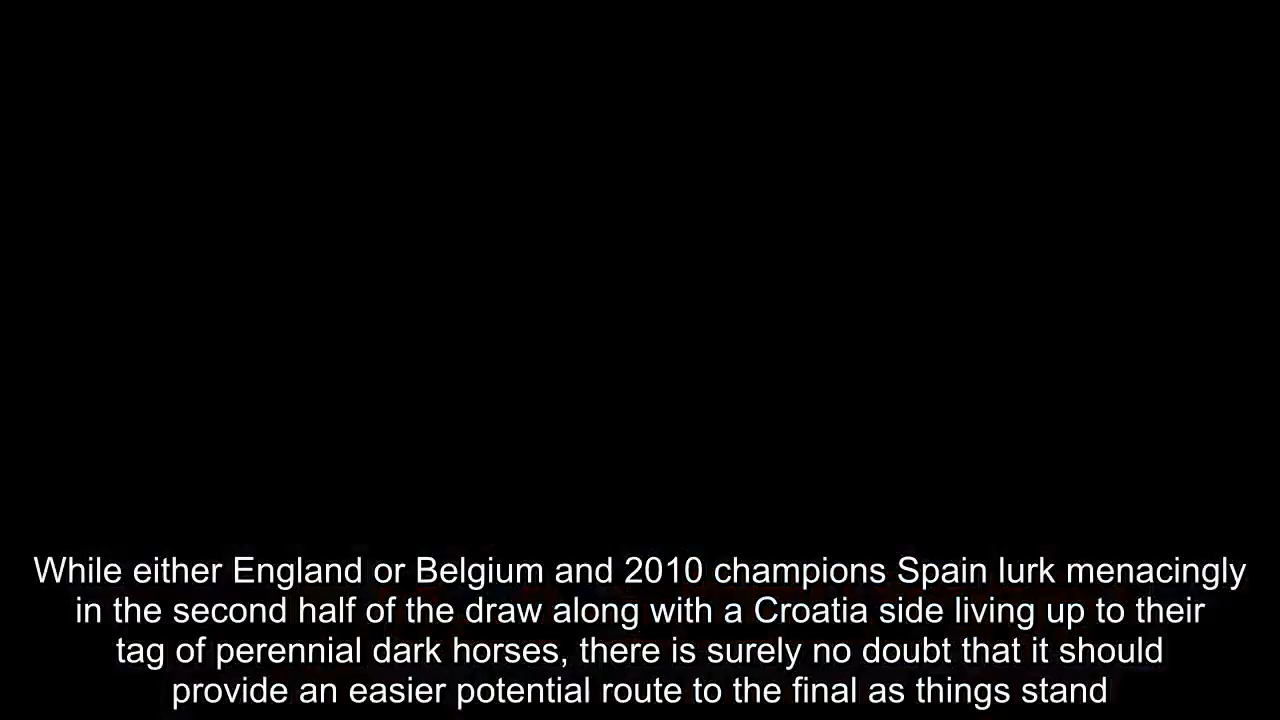 While either England or Belgium and 2010 champions Spain lurk menacingly
in the second half of the draw along with a Croatia side living up to their
tag of perennial dark horses, there is surely no doubt that it should
provide an easier potential route to the final as things stand